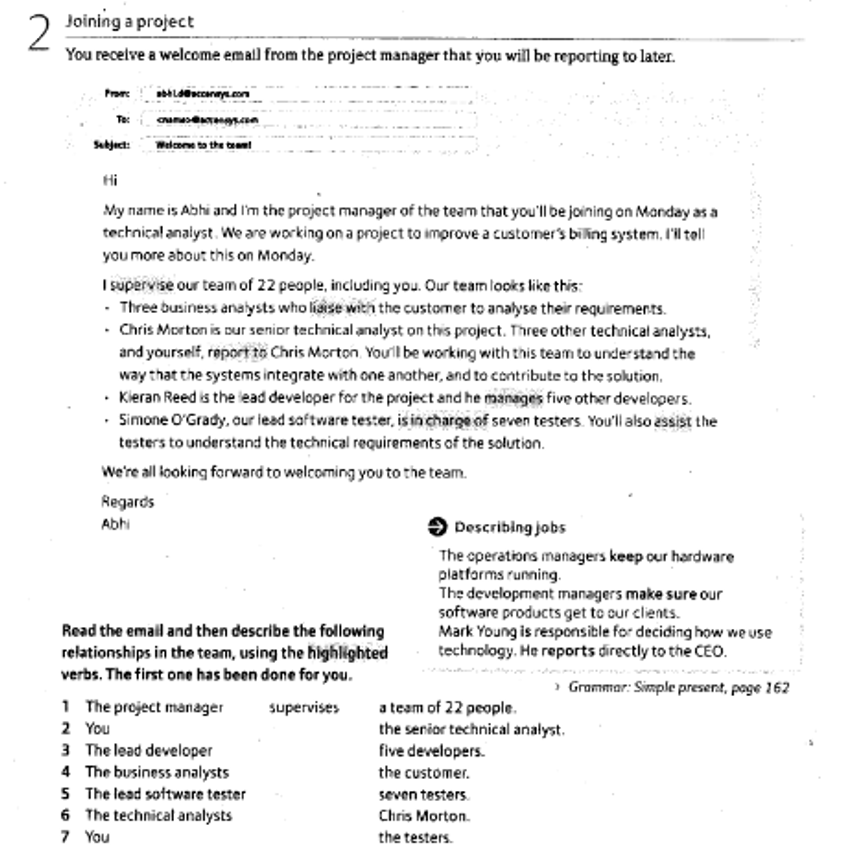 2 Joining a project
You receive a welcome email from the project manager that you will be reporting to later.
From:
To:
Subject: Welcome to the team!
Hi
My name is Abhi and I'm the project manager of the team that you'll be joining on Monday as a
technical analyst. We are working on a project to improve a customer's billing system. I'll tell
you more about this on Monday.
I supervise our team of 22 people, including you. Our team looks like this:
· Three business analysts who liaise with the customer to analyse their requirements.
· Chris Morton is our senior technical analyst on this project. Three other technical analysts,
and yourself, report to Chris Morton. You'll be working with this team to understand the
way that the systems integrate with one another, and to contribute to the solution.
· Kieran Reed is the lead developer for the project and he manages five other developers.
· Simone O'Grady, our lead software tester, is in charge of seven testers. You'll also assist the
testers to understand the technical requirements of the solution.
We're all looking forward to welcoming you to the team.
Regards
Abhi
Describing jobs
The operations managers keep our hardware
platforms running.
The development managers make sure our
software products get to our clients.
Mark Young is responsible for deciding how we use
technology. He reports directly to the CEO.
› Grammar: Simple present, page 162
Read the email and then describe the following
relationships in the team, using the highlighted
verbs. The first one has been done for you.
1 The project manager supervises a team of 22 people.
2 You the senior technical analyst.
3 The lead developer five developers.
4 The business analysts the customer.
5 The lead software tester seven testers.
6 The technical analysts Chris Morton.
7 You the testers.